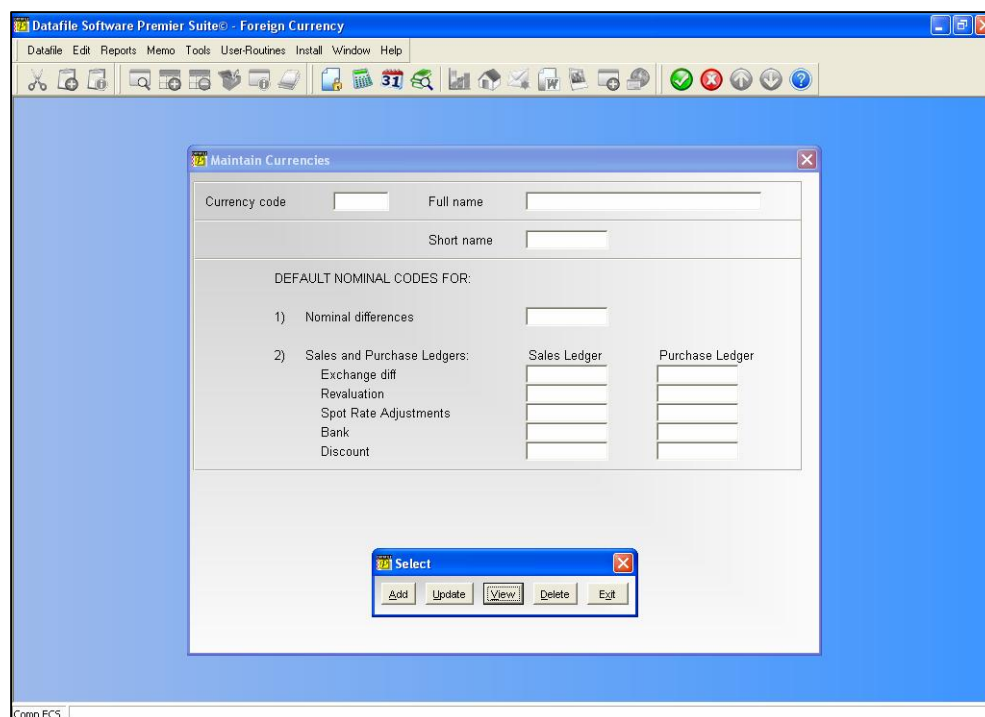 Datafile Software Premier Suite© - Foreign Currency
Datafile Edit Reports Memo Tools User-Routines Install Window Help
31
W
Maintain Currencies
Currency code Full name
Short name
DEFAULT NOMINAL CODES FOR:
1) Nominal differences
2) Sales and Purchase Ledgers: Sales Ledger Purchase Ledger
Exchange diff
Revaluation
Spot Rate Adjustments
Bank
Discount
Select
Add Update View Delete Exit
Comp ECS